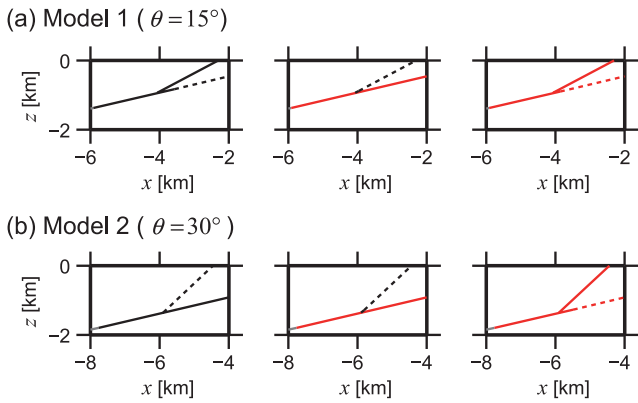 (a) Model 1 ( θ = 15° )
0
−2
z [km]
−6 −4 −2
−6 −4 −2
−6 −4 −2
x [km]
x [km]
x [km]
(b) Model 2 ( θ = 30° )
0
−2
z [km]
−8 −6 −4
−8 −6 −4
−8 −6 −4
x [km]
x [km]
x [km]